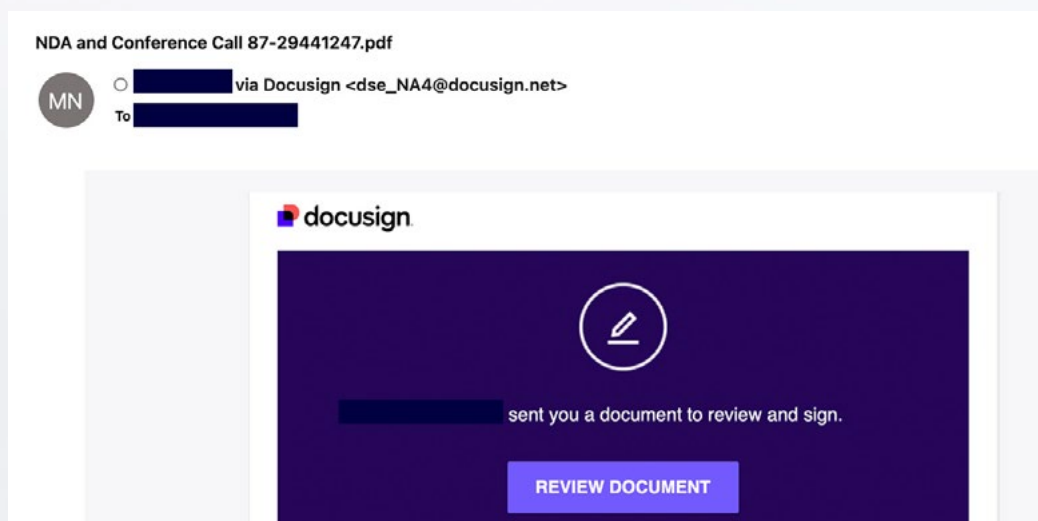 NDA and Conference Call 87-29441247.pdf
MN
via Docusign <dse_NA4@docusign.net>
To
docusign
sent you a document to review and sign.
REVIEW DOCUMENT